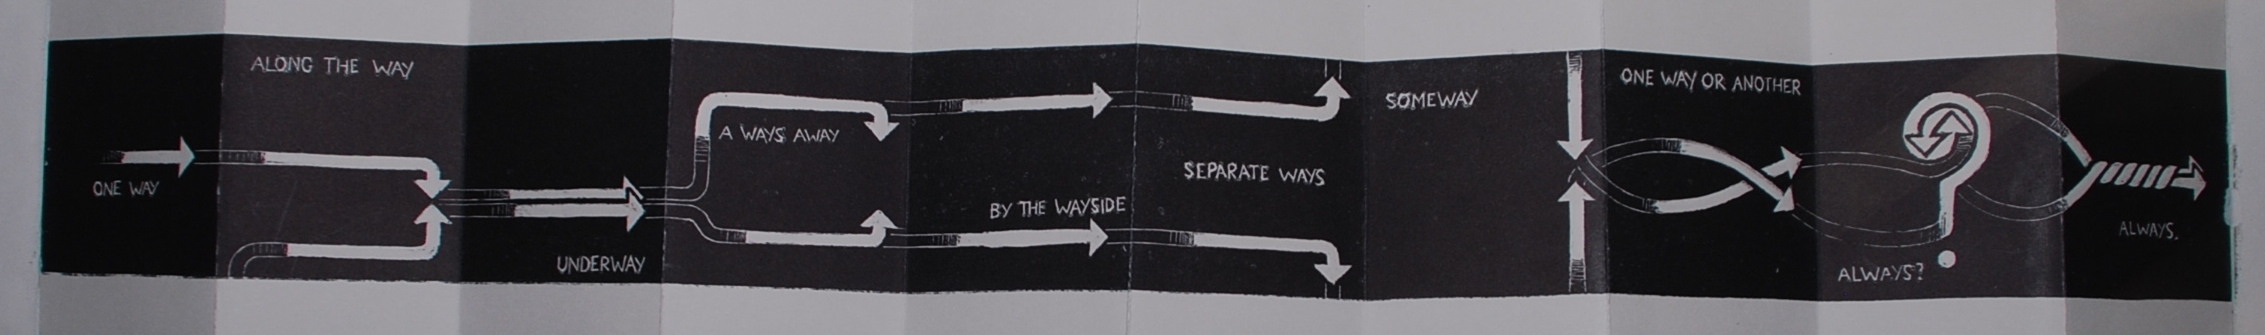 ONE WAY
ALONG THE WAY
UNDERWAY
A WAYS AWAY
BY THE WAYSIDE
SEPARATE WAYS
SOMEWAY
ONE WAY OR ANOTHER
ALWAYS?
ALWAYS.